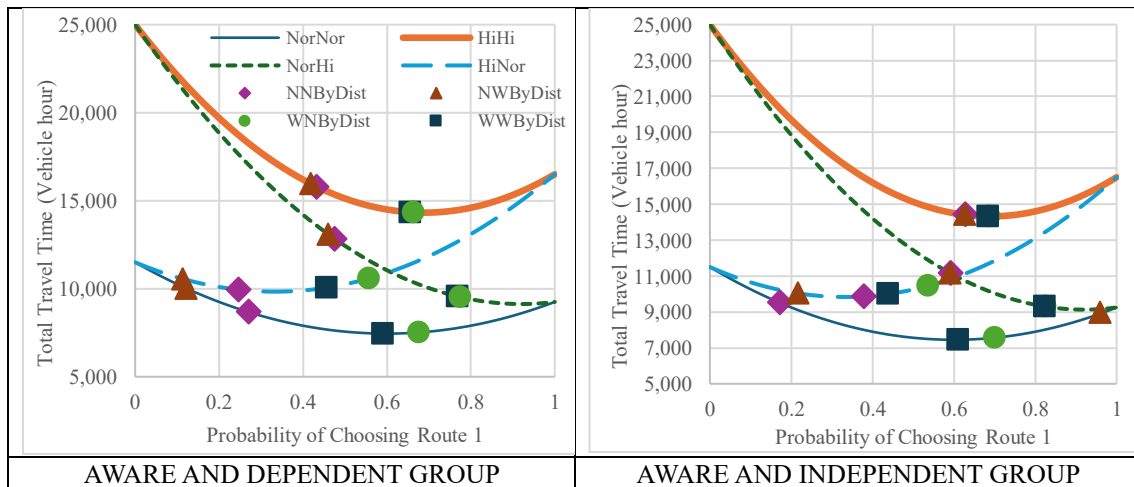 25,000
20,000
15,000
10,000
5,000
Total Travel Time (Vehicle hour)
NorNor
HiHi
NorHi
HiNor
NNByDist
NWByDist
WNByDist
WWByDist
0
0.2
0.4
0.6
0.8
1
Probability of Choosing Route 1
AWARE AND DEPENDENT GROUP
25,000
23,000
21,000
19,000
17,000
15,000
13,000
11,000
9,000
7,000
5,000
Total Travel Time (Vehicle hour)
0
0.2
0.4
0.6
0.8
1
Probability of Choosing Route 1
AWARE AND INDEPENDENT GROUP